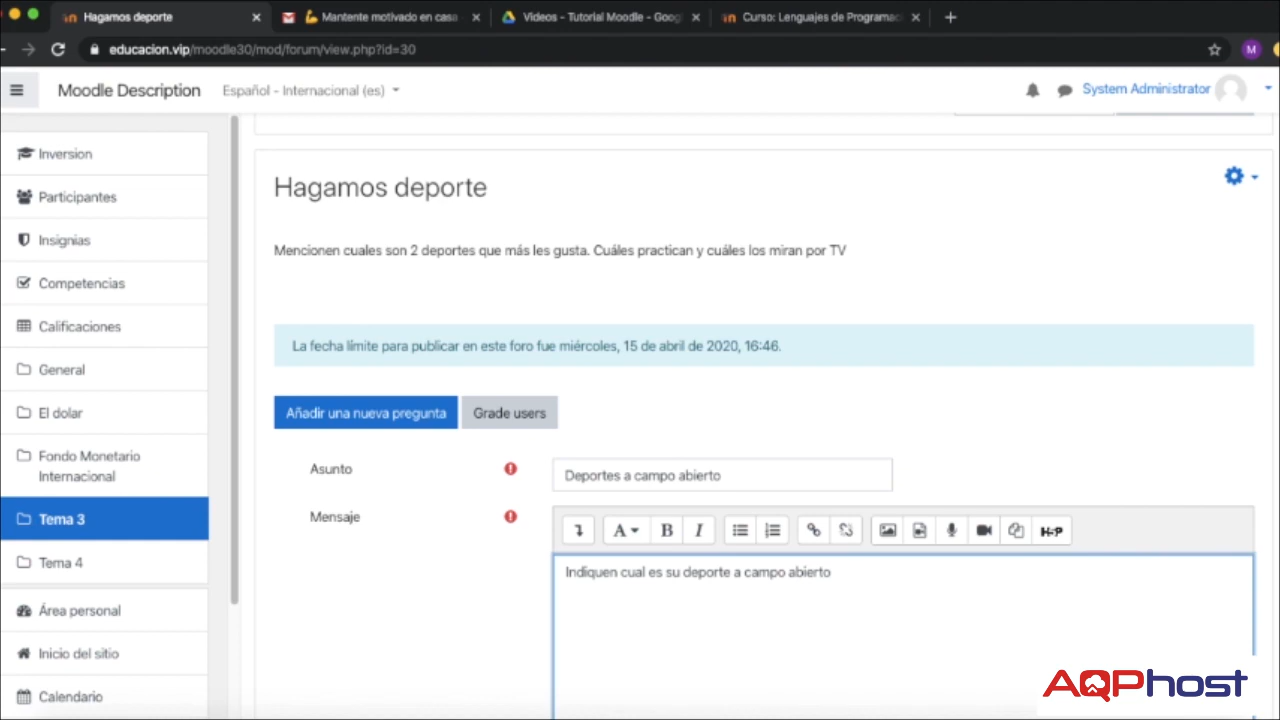 Hagamos deporte
Mantente motivado en casa
Videos - Tutorial Moodle - Goog
Curso: Lenguajes de Programac
educacion.vip/moodle30/mod/forum/view.php?id=30
M
Moodle Description
Español - Internacional (es)
System Administrator
Inversion
Participantes
Insignias
Competencias
Calificaciones
General
El dolar
Fondo Monetario
Internacional
Tema 3
Tema 4
Área personal
Inicio del sitio
Calendario
Hagamos deporte
Mencionen cuales son 2 deportes que más les gusta. Cuáles practican y cuáles los miran por TV
La fecha límite para publicar en este foro fue miércoles, 15 de abril de 2020, 16:46.
Añadir una nueva pregunta
Grade users
Asunto
Deportes a campo abierto
Mensaje
A B I
H-P
Indiquen cual es su deporte a campo abierto
AQPhost